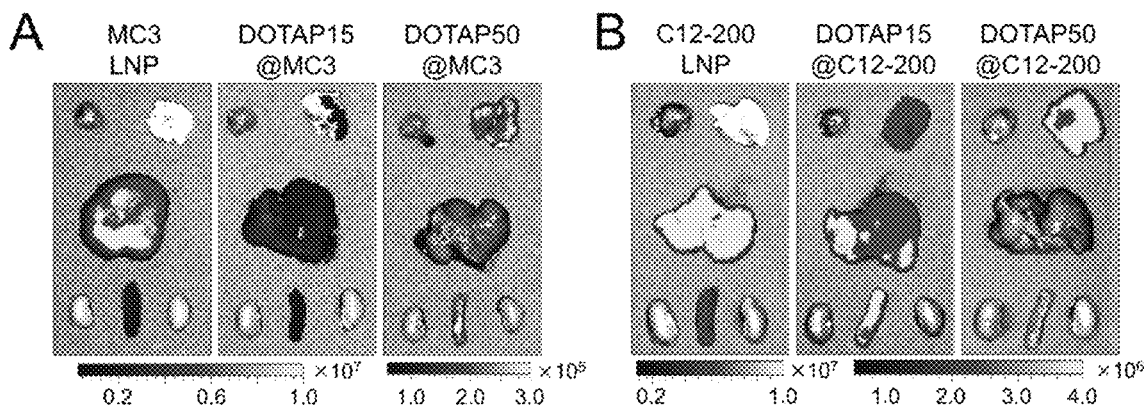 A
MC3 LNP
DOTAP15 @MC3
DOTAP50 @MC3
0.2 0.6 1.0 ×10⁷
1.0 2.0 3.0 ×10⁵
B
C12-200 LNP
DOTAP15 @C12-200
DOTAP50 @C12-200
0.2 1.0 ×10⁷
1.0 2.0 3.0 4.0 ×10⁶